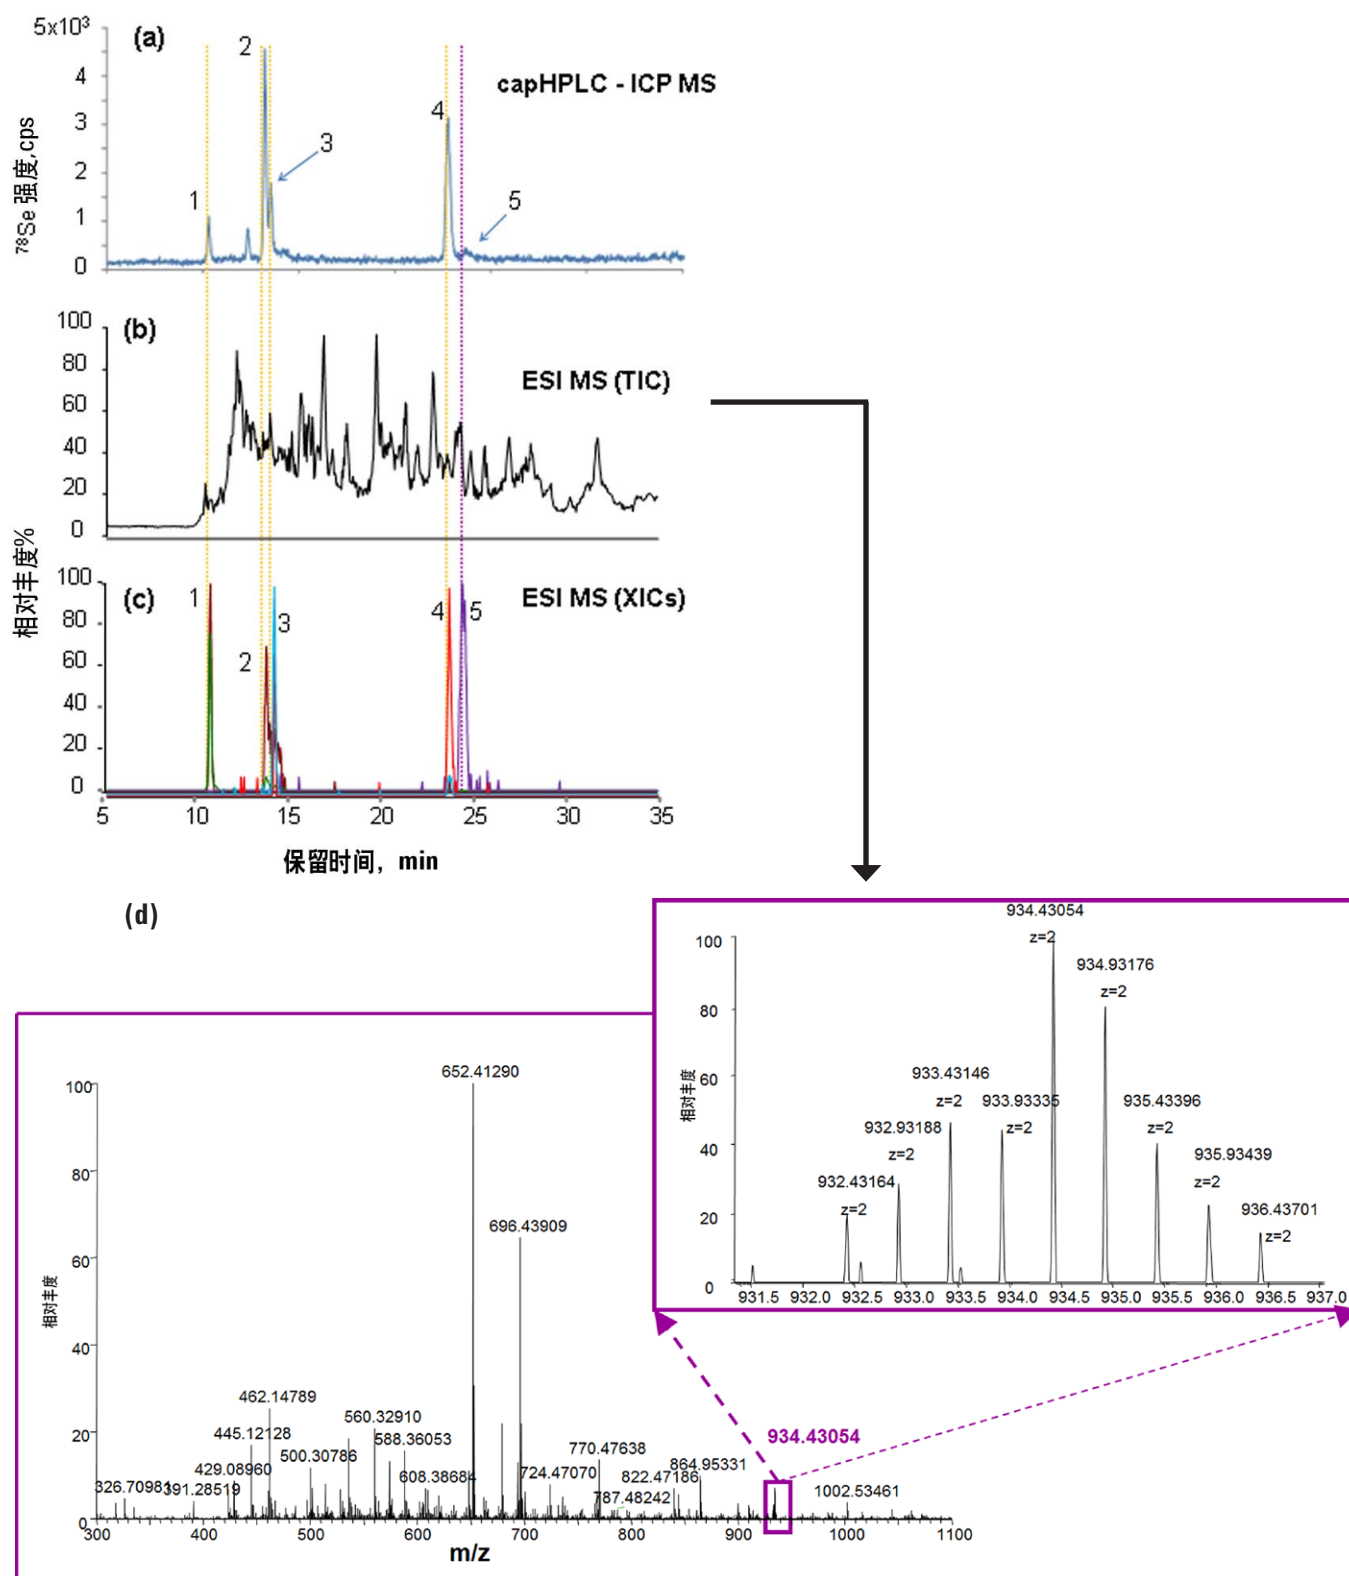 (a)
capHPLC - ICP MS
⁷⁸Se 强度,cps
5x10³
4
3
2
1
0
1
2
3
4
5
(b)
ESI MS (TIC)
100
80
60
40
20
0
相对丰度%
(c)
ESI MS (XICs)
100
80
60
40
20
0
1
2
3
4
5
5 10 15 20 25 30 35
保留时间, min
(d)
934.43054
z=2
934.93176
z=2
933.43146
z=2
933.93335
z=2
935.43396
z=2
932.93188
z=2
935.93439
z=2
932.43164
z=2
936.43701
z=2
相对丰度
100
80
60
40
20
0
931.5 932.0 932.5 933.0 933.5 934.0 934.5 935.0 935.5 936.0 936.5 937.0
相对丰度
100
80
60
40
20
0
652.41290
696.43909
462.14789
445.12128
560.32910
588.36053
500.30786
429.08960
326.70981
391.28519
608.38684
770.47638
724.47070
822.47186
864.95331
787.48242
934.43054
1002.53461
300 400 500 600 700 800 900 1000 1100
m/z